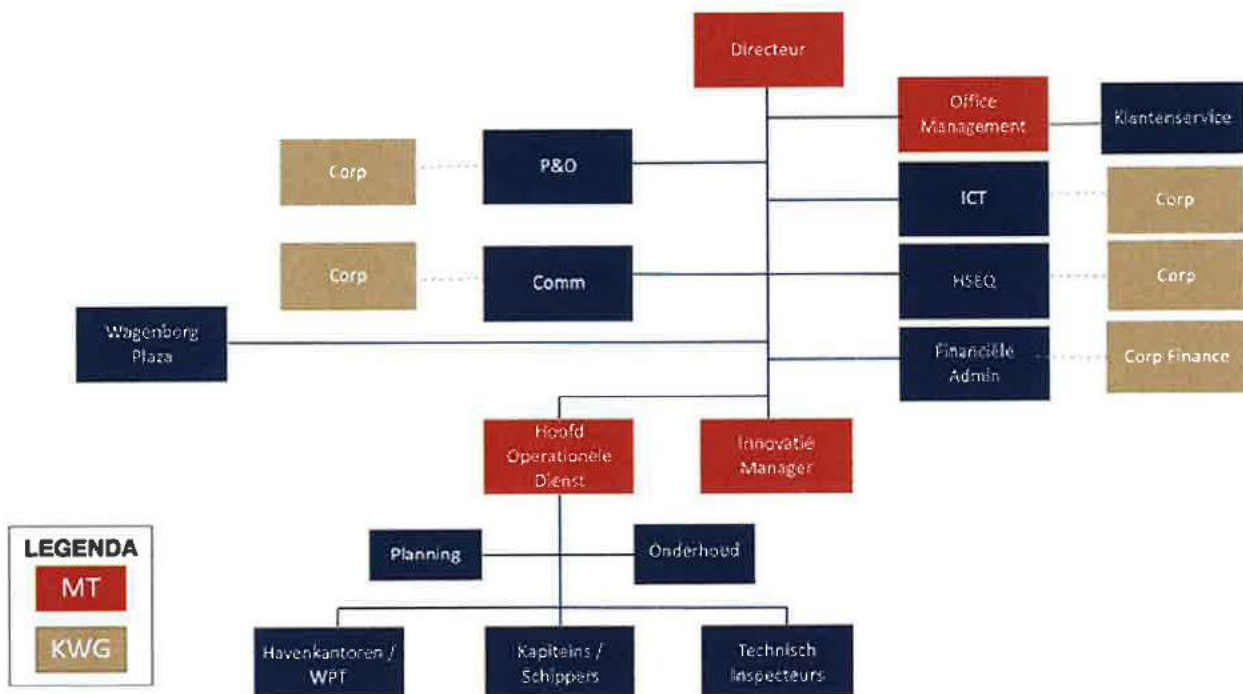 Directeur
Office
Management
Klantenservice
Corp
P&O
ICT
Corp
Corp
Comm
HSEQ
Corp
Wagenborg
Plaza
Financiële
Admin
Corp Finance
Hoofd
Operationele
Dienst
Innovatie
Manager
LEGENDA
MT
KWG
Planning
Onderhoud
Havenkantoren /
WPT
Kapiteins /
Schippers
Technisch
Inspecteurs